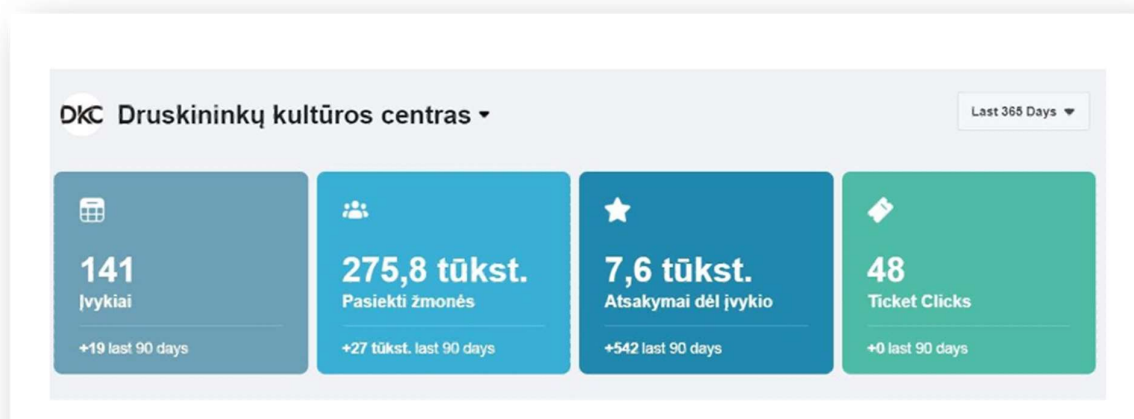 DKC Druskininkų kultūros centras
Last 365 Days
141
Įvykiai
+19 last 90 days
275,8 tūkst.
Pasiekti žmonės
+27 tūkst. last 90 days
7,6 tūkst.
Atsakymai dėl įvykio
+542 last 90 days
48
Ticket Clicks
+0 last 90 days